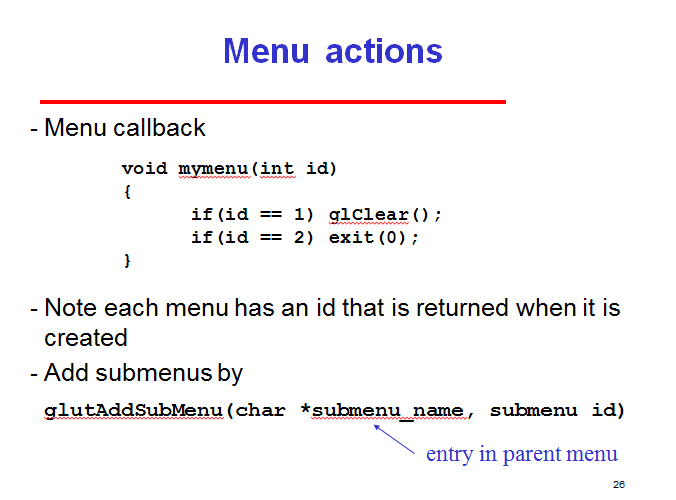 Menu actions
- Menu callback
void mymenu(int id)
{
if(id == 1) glClear();
if(id == 2) exit(0);
}
- Note each menu has an id that is returned when it is
created
- Add submenus by
glutAddSubMenu(char *submenu_name, submenu id)
entry in parent menu
26